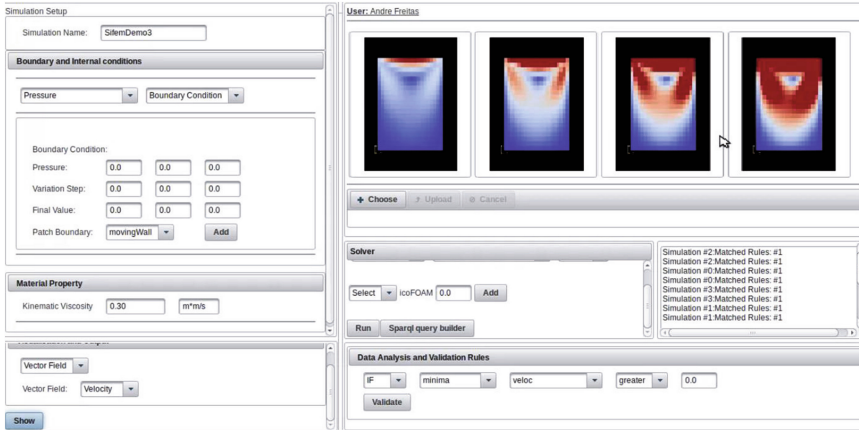 Simulation Setup
Simulation Name: SifemDemo3
Boundary and Internal conditions
Pressure Boundary Condition
Boundary Condition:
Pressure: 0.0 0.0 0.0
Variation Step: 0.0 0.0 0.0
Final Value: 0.0 0.0 0.0
Patch Boundary: movingWall Add
Material Property
Kinematic Viscosity 0.30 m*m/s
Vector Field
Vector Field: Velocity
Show
User: Andre Freitas
Choose Upload Cancel
Solver
Select icoFOAM 0.0 Add
Run Sparql query builder
Simulation #2:Matched Rules: #1
Simulation #2:Matched Rules: #1
Simulation #0:Matched Rules: #1
Simulation #0:Matched Rules: #1
Simulation #3:Matched Rules: #1
Simulation #3:Matched Rules: #1
Simulation #1:Matched Rules: #1
Simulation #1:Matched Rules: #1
Data Analysis and Validation Rules
IF minima veloc greater 0.0
Validate